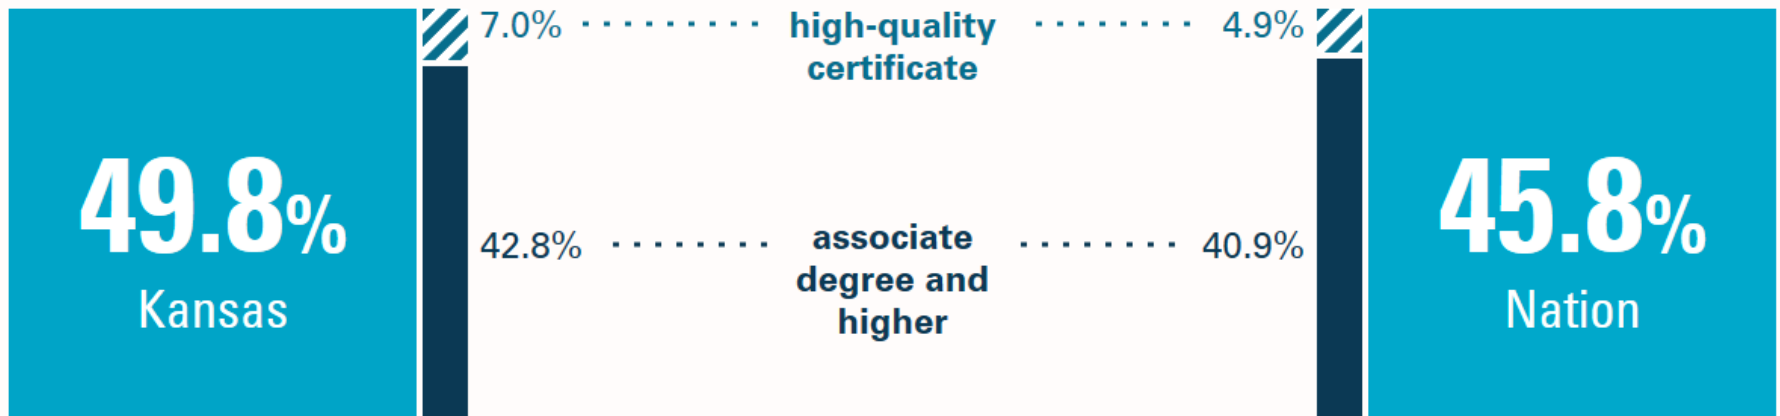 7.0% high-quality 4.9%
certificate
49.8% 45.8%
42.8% associate 40.9%
degree and
higher
Kansas Nation